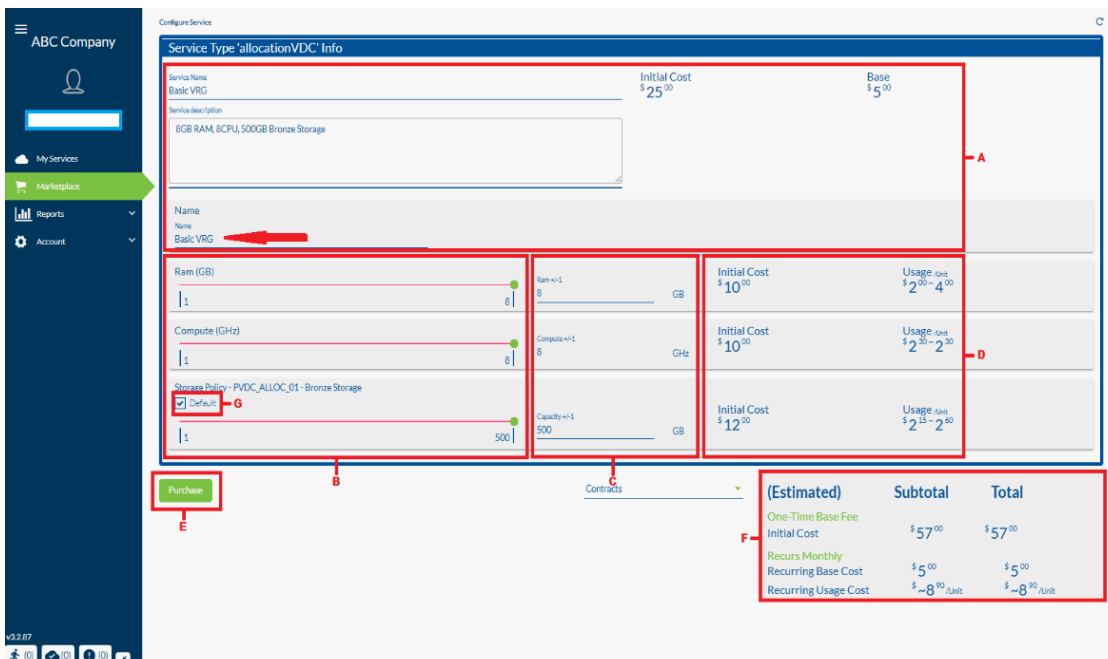 Configure Service
ABC Company
Service Type 'allocationVDC' Info
Service Name
Basic VRG
Initial Cost
$25 00
Base
$5 00
Service description
8GB RAM, 8CPU, 500GB Bronze Storage
A
My Services
Marketplace
Reports
Account
Name
Name
Basic VRG
Ram (GB)
1 8
Ram +/-1
8 GB
Initial Cost
$10 00
Usage /Unit
$2 00 - 4 00
Compute (GHz)
1 8
Compute +/-1
8 GHz
Initial Cost
$10 00
Usage /Unit
$2 30 - 2 30
D
Storage Policy - PVDC_ALLOC_01 - Bronze Storage
Default G
1 500
Capacity +/-1
500 GB
Initial Cost
$12 00
Usage /Unit
$2 15 - 2 60
B
C
Purchase
E
Contracts
F
(Estimated) Subtotal Total
One-Time Base Fee
Initial Cost $57 00 $57 00
Recurs Monthly
Recurring Base Cost $5 00 $5 00
Recurring Usage Cost $~8 90 /Unit $~8 90 /Unit
v3.2.87
(0) (0) (0)